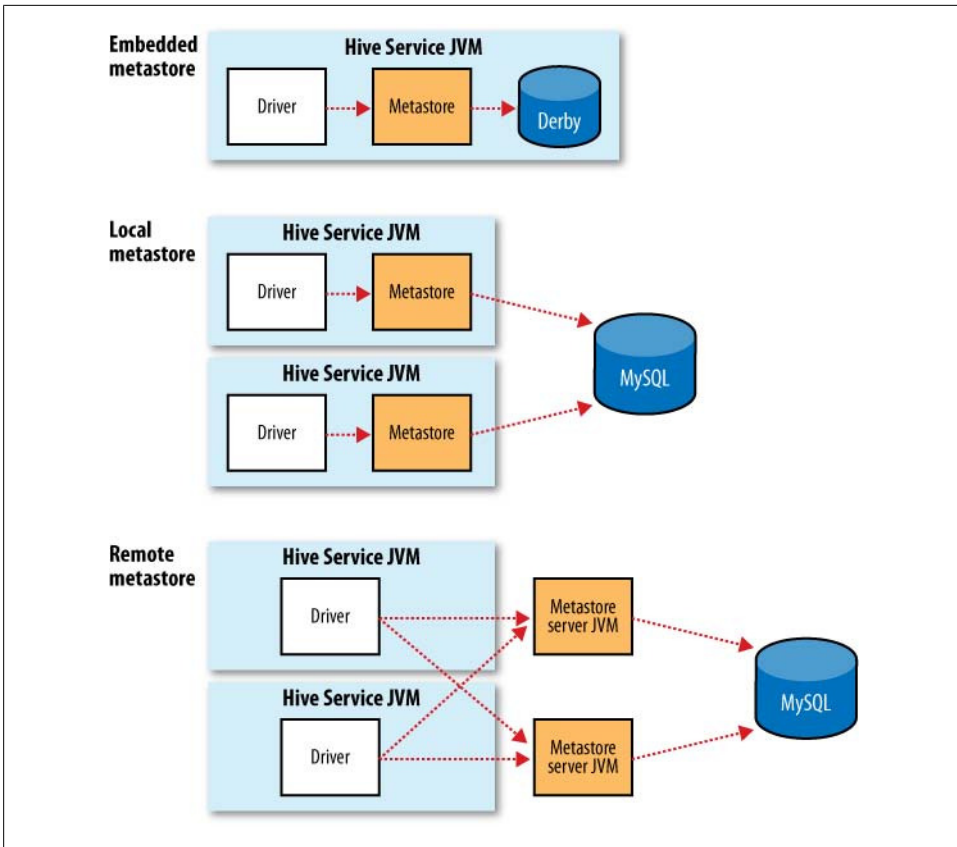 Embedded
metastore
Hive Service JVM
Driver
Metastore
Derby
Local
metastore
Hive Service JVM
Driver
Metastore
Hive Service JVM
Driver
Metastore
MySQL
Remote
metastore
Hive Service JVM
Driver
Metastore
server JVM
Hive Service JVM
Driver
Metastore
server JVM
MySQL